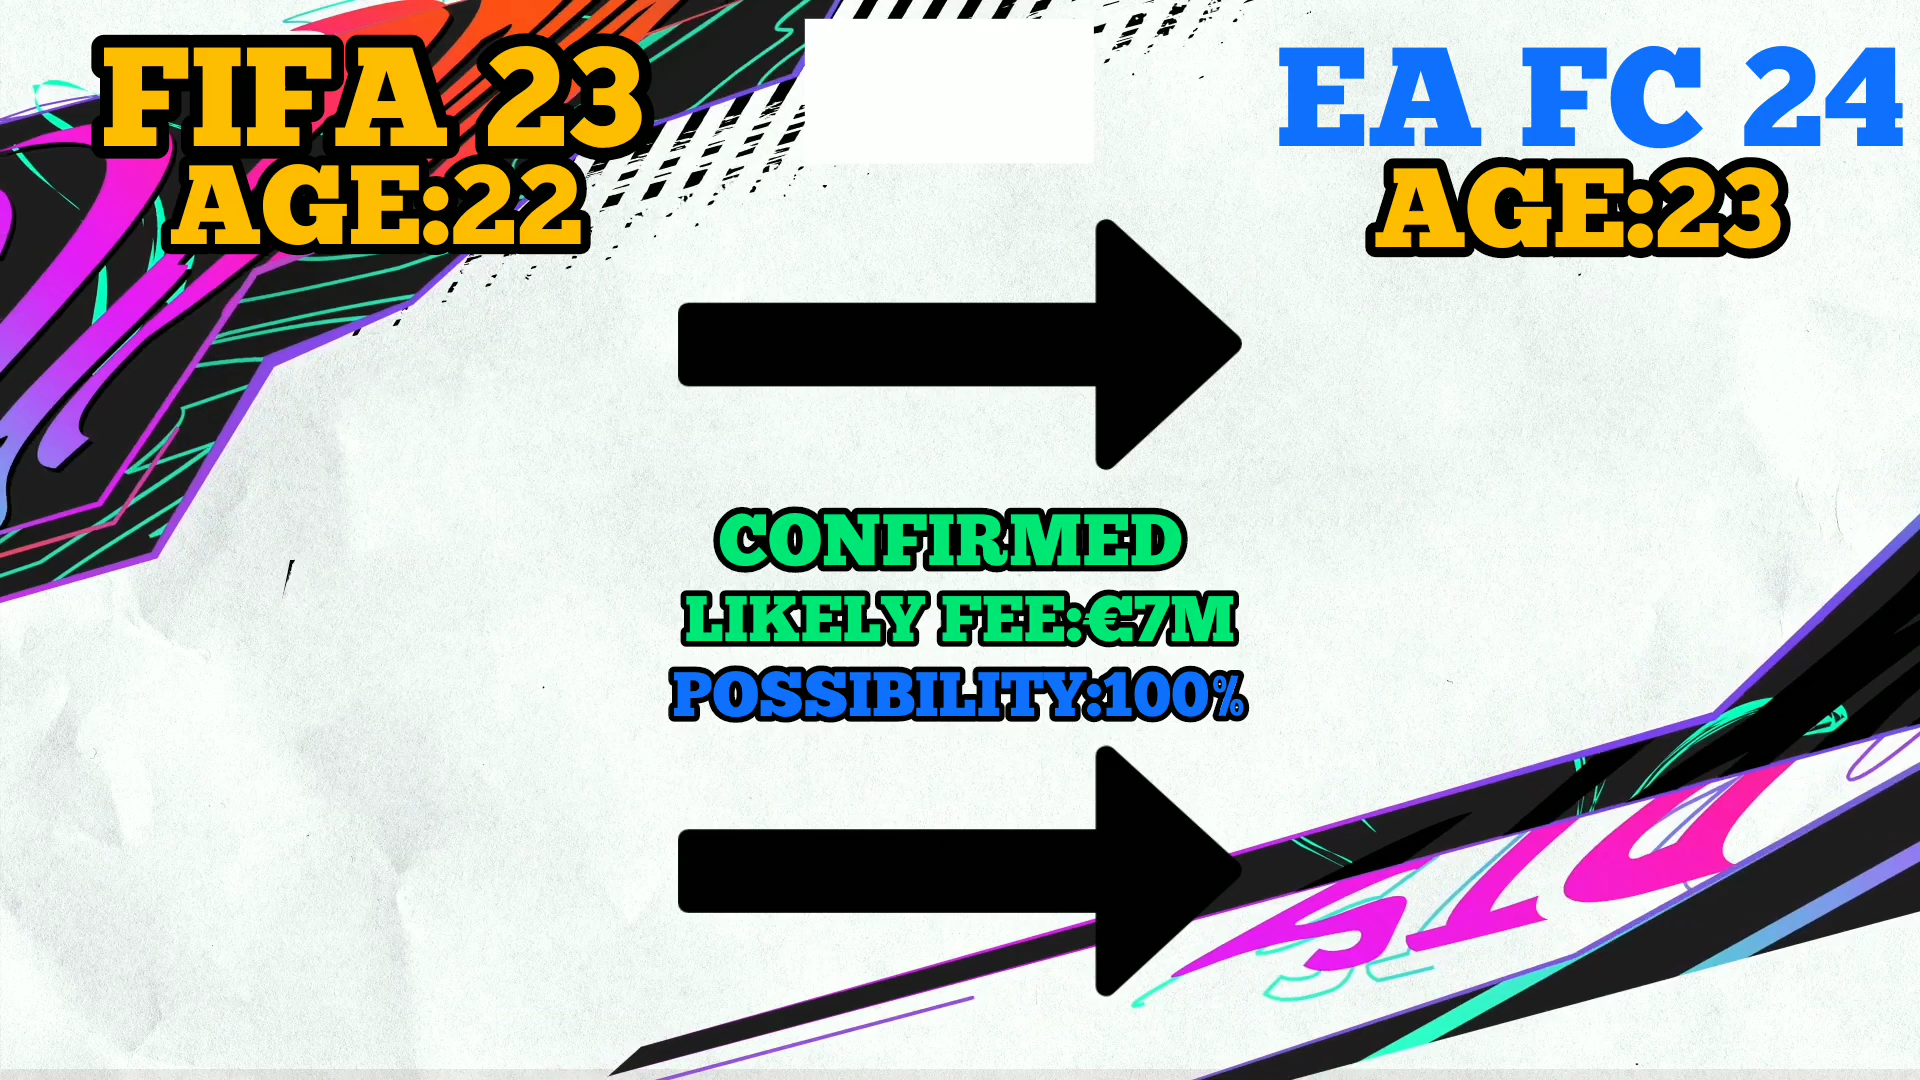 FIFA 23
EA FC 24
AGE:22
AGE:23
CONFIRMED
LIKELY FEE:€7M
POSSIBILITY:100%